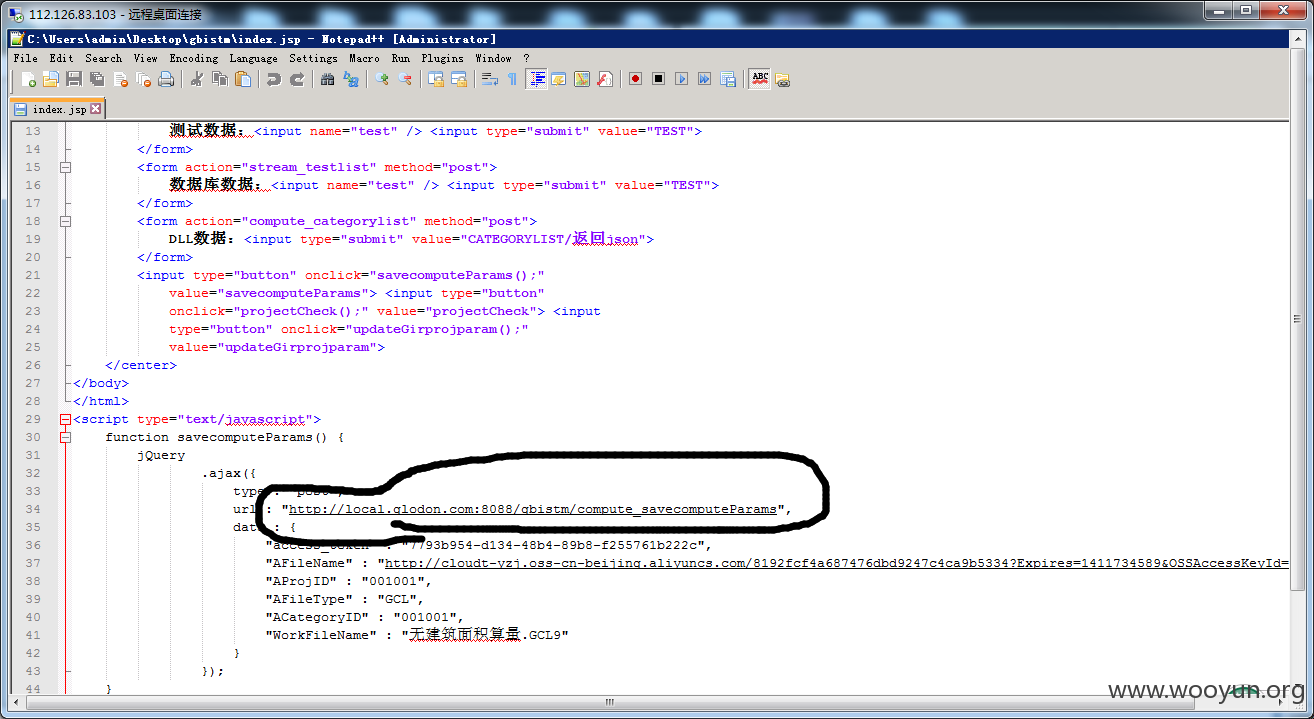 112.126.83.103 - 远程桌面连接
C:\Users\admin\Desktop\gbistm\index.jsp - Notepad++ [Administrator]
File Edit Search View Encoding Language Settings Macro Run Plugins Window ?
index.jsp
13 测试数据：<input name="test" /> <input type="submit" value="TEST">
14 </form>
15 <form action="stream_testlist" method="post">
16 数据库数据：<input name="test" /> <input type="submit" value="TEST">
17 </form>
18 <form action="compute_categorylist" method="post">
19 DLL数据：<input type="submit" value="CATEGORYLIST/返回json">
20 </form>
21 <input type="button" onclick="savecomputeParams();"
22 value="savecomputeParams"> <input type="button"
23 onclick="projectCheck();" value="projectCheck"> <input
24 type="button" onclick="updateGirprojparam();"
25 value="updateGirprojparam">
26 </center>
27 </body>
28 </html>
29 <script type="text/javascript">
30 function savecomputeParams() {
31 jQuery
32 .ajax({
33 type : "post",
34 url : "http://local.glodon.com:8088/gbistm/compute_savecomputeParams",
35 data : {
36 "access_token" : "7793b954-d134-48b4-89b8-f255761b222c",
37 "AFileName" : "http://cloudt-yzj.oss-cn-beijing.aliyuncs.com/8192fcf4a687476dbd9247c4ca9b5334?Expires=1411734589&OSSAccessKeyId=
38 "AProjID" : "001001",
39 "AFileType" : "GCL",
40 "ACategoryID" : "001001",
41 "WorkFileName" : "无建筑面积算量.GCL9"
42 }
43 });
44 }
www.wooyun.org